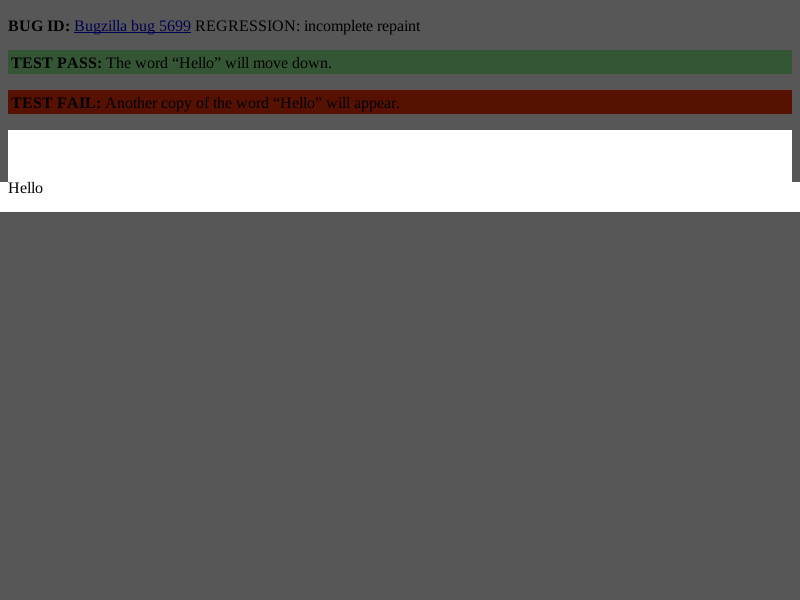 BUG ID: Bugzilla bug 5699 REGRESSION: incomplete repaint
TEST PASS: The word “Hello” will move down.
TEST FAIL: Another copy of the word “Hello” will appear.
Hello